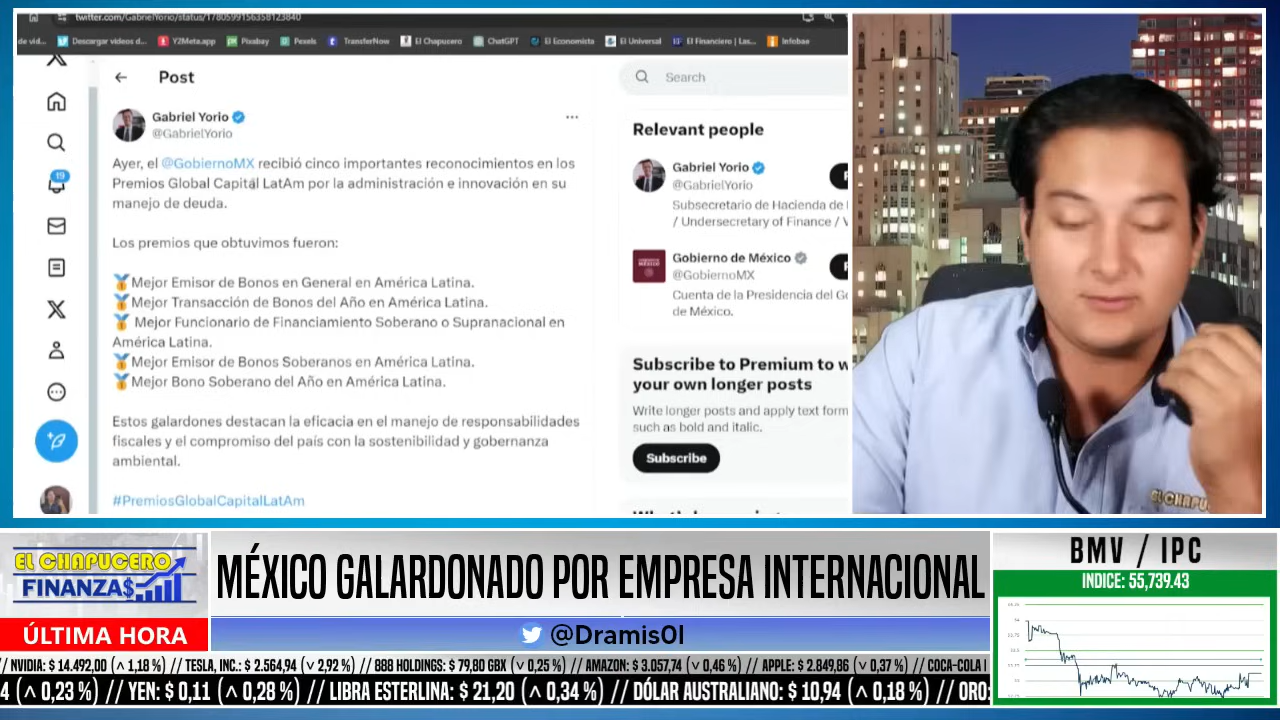 twitter.com/GabrielYorio/status/1780599156358123840
de vid... Descargar videos d... Y2Meta.app Pixabay Pexels TransferNow El Chapucero ChatGPT El Economista El Universal El Financiero | Las... Infobae
Post
Search
Gabriel Yorio
@GabrielYorio
Ayer, el @GobiernoMX recibió cinco importantes reconocimientos en los
Premios Global Capital LatAm por la administración e innovación en su
manejo de deuda.
Los premios que obtuvimos fueron:
🥇Mejor Emisor de Bonos en General en América Latina.
🥇Mejor Transacción de Bonos del Año en América Latina.
🥇 Mejor Funcionario de Financiamiento Soberano o Supranacional en
América Latina.
🥇Mejor Emisor de Bonos Soberanos en América Latina.
🥇Mejor Bono Soberano del Año en América Latina.
Estos galardones destacan la eficacia en el manejo de responsabilidades
fiscales y el compromiso del país con la sostenibilidad y gobernanza
ambiental.
#PremiosGlobalCapitalLatAm
19
Relevant people
Gabriel Yorio
@GabrielYorio
Subsecretario de Hacienda de
/ Undersecretary of Finance / V
Gobierno de México
@GobiernoMX
Cuenta de la Presidencia del G
de México.
Subscribe to Premium to w
your own longer posts
Write longer posts and apply text form
such as bold and italic.
Subscribe
EL CHAPU
EL CHAPUCERO
FINANZA$
ÚLTIMA HORA
MÉXICO GALARDONADO POR EMPRESA INTERNACIONAL
@DramisOl
BMV / IPC
INDICE: 55,739.43
// NVIDIA: $ 14.492,00 (^ 1,18 %) // TESLA, INC.: $ 2.564,94 (v 2,92 %) //888 HOLDINGS: $ 79,80 GBX (v 0,25 %) // AMAZON: $ 3.057,74 (v 0,46 %) // APPLE: $ 2.849,86 (v 0,37 %) // COCA-COLA
4 (^ 0,23 %) // YEN: $ 0,11 (^ 0,28 %) // LIBRA ESTERLINA: $ 21,20 (^ 0,34 %) // DÓLAR AUSTRALIANO: $ 10,94 (^ 0,18 %) // ORO: